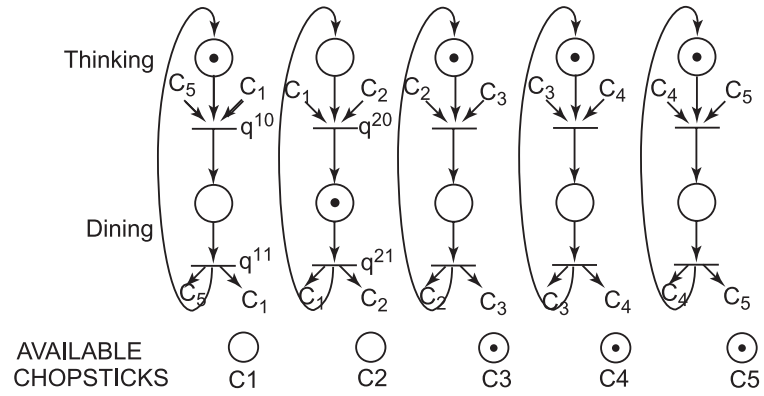 Thinking
C5 C1 C1 C2 C2 C3 C3 C4 C4 C5
q10 q20
Dining
q11 q21
C5 C1 C1 C2 C2 C3 C3 C4 C4 C5
AVAILABLE
CHOPSTICKS C1 C2 C3 C4 C5